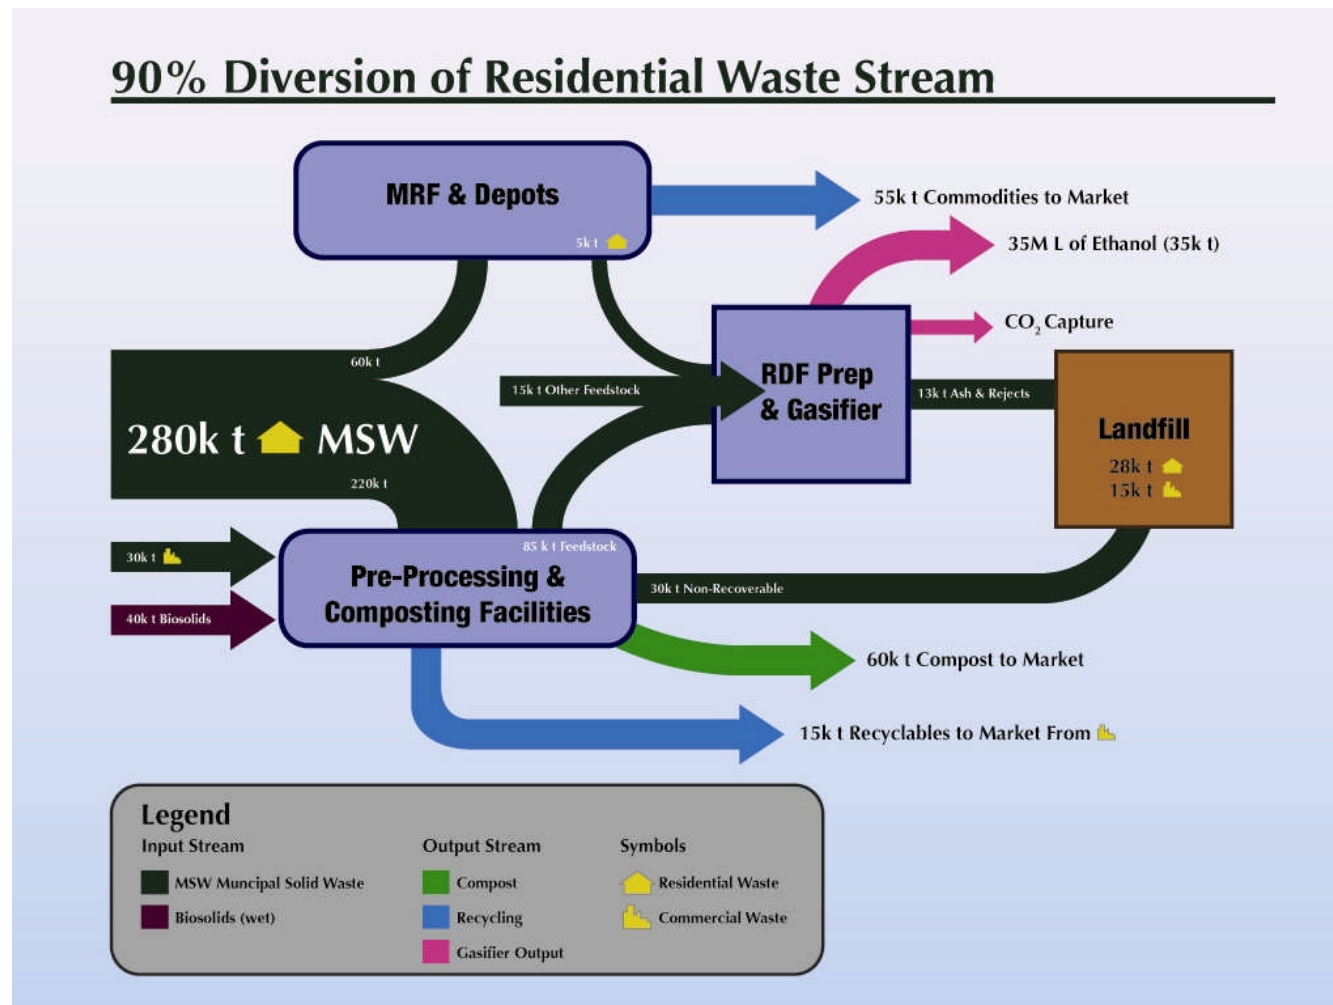 90% Diversion of Residential Waste Stream
MRF & Depots
5k t
55k t Commodities to Market
35M L of Ethanol (35k t)
CO2 Capture
60k t
15k t Other Feedstock
RDF Prep
& Gasifier
13k t Ash & Rejects
Landfill
28k t
15k t
280k t MSW
220k t
30k t
40k t Biosolids
85 k t Feedstock
Pre-Processing &
Composting Facilities
30k t Non-Recoverable
60k t Compost to Market
15k t Recyclables to Market From
Legend
Input Stream
MSW Muncipal Solid Waste
Biosolids (wet)
Output Stream
Compost
Recycling
Gasifier Output
Symbols
Residential Waste
Commercial Waste